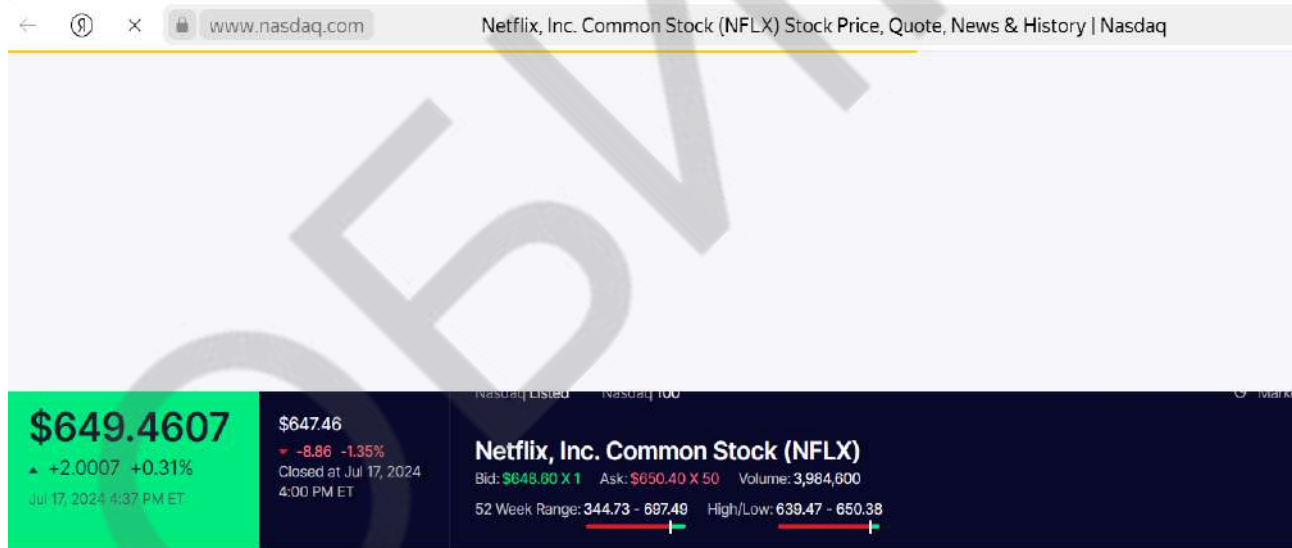 Я www.nasdaq.com Netflix, Inc. Common Stock (NFLX) Stock Price, Quote, News & History | Nasdaq
ОБИ
Nasdaq Listed Nasdaq 100
$649.4607
▲ +2.0007 +0.31%
Jul 17, 2024 4:37 PM ET
$647.46
▼ -8.86 -1.35%
Closed at Jul 17, 2024
4:00 PM ET
Netflix, Inc. Common Stock (NFLX)
Bid: $648.60 X 1 Ask: $650.40 X 50 Volume: 3,984,600
52 Week Range: 344.73 - 697.49 High/Low: 639.47 - 650.38